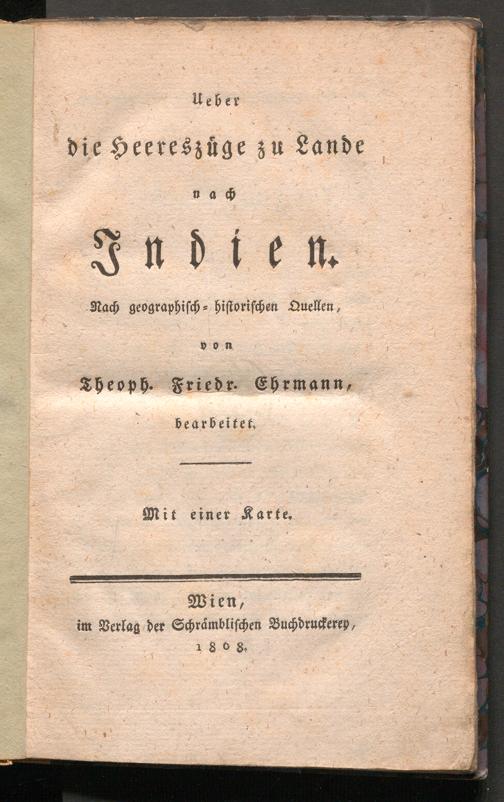 Ueber
die Heereszüge zu Lande
nach
Indien.
Nach geographisch-historischen Quellen,
von
Theoph. Friedr. Ehrmann,
bearbeitet.
Mit einer Karte.
Wien,
im Verlag der Schrämblischen Buchdruckerey,
1808.